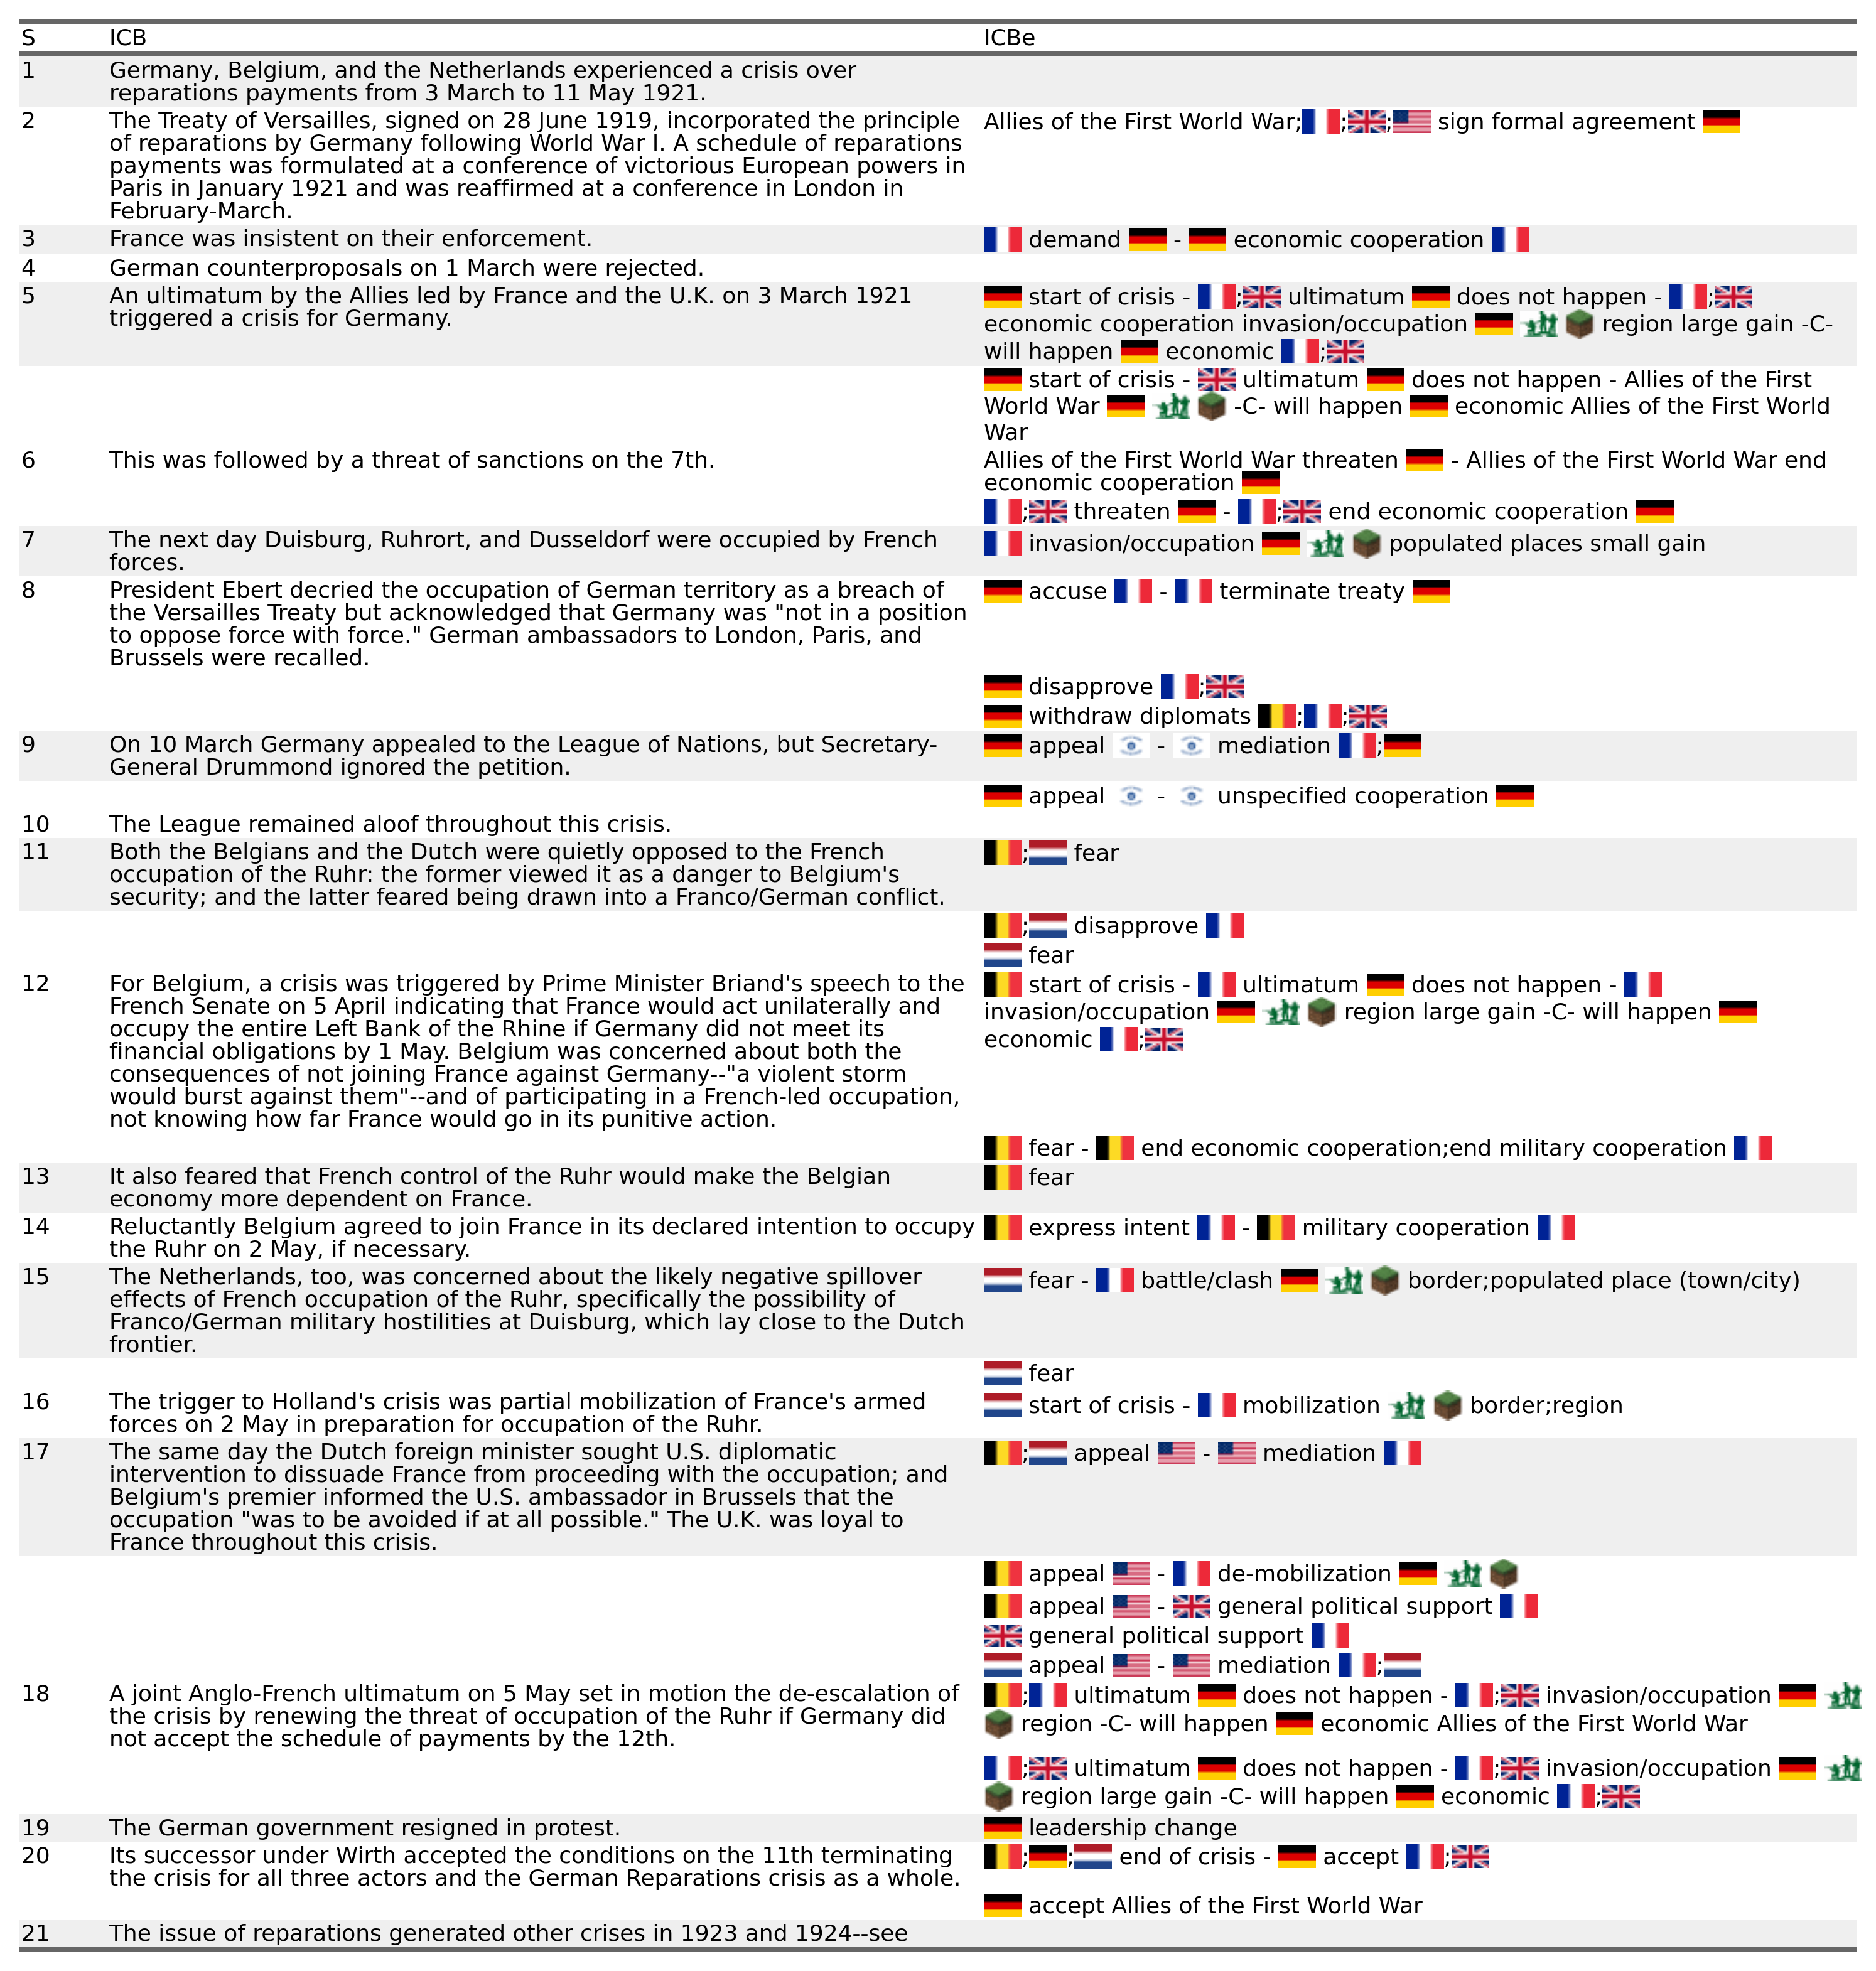 S ICB ICBe
1 Germany, Belgium, and the Netherlands experienced a crisis over
reparations payments from 3 March to 11 May 1921.
2 The Treaty of Versailles, signed on 28 June 1919, incorporated the principle
of reparations by Germany following World War I. A schedule of reparations
payments was formulated at a conference of victorious European powers in
Paris in January 1921 and was reaffirmed at a conference in London in
February-March.
Allies of the First World War; ; ; sign formal agreement
3 France was insistent on their enforcement.
demand - economic cooperation
4 German counterproposals on 1 March were rejected.
5 An ultimatum by the Allies led by France and the U.K. on 3 March 1921
triggered a crisis for Germany.
start of crisis - ; ultimatum does not happen - ;
economic cooperation invasion/occupation region large gain -C-
will happen economic ;
start of crisis - ultimatum does not happen - Allies of the First
World War -C- will happen economic Allies of the First World
War
6 This was followed by a threat of sanctions on the 7th.
Allies of the First World War threaten - Allies of the First World War end
economic cooperation
; threaten - ; end economic cooperation
7 The next day Duisburg, Ruhrort, and Dusseldorf were occupied by French
forces.
invasion/occupation populated places small gain
8 President Ebert decried the occupation of German territory as a breach of
the Versailles Treaty but acknowledged that Germany was "not in a position
to oppose force with force." German ambassadors to London, Paris, and
Brussels were recalled.
accuse - terminate treaty
disapprove ;
withdraw diplomats ; ;
9 On 10 March Germany appealed to the League of Nations, but Secretary-
General Drummond ignored the petition.
appeal - mediation ;
appeal - unspecified cooperation
10 The League remained aloof throughout this crisis.
11 Both the Belgians and the Dutch were quietly opposed to the French
occupation of the Ruhr: the former viewed it as a danger to Belgium's
security; and the latter feared being drawn into a Franco/German conflict.
; fear
; disapprove
fear
12 For Belgium, a crisis was triggered by Prime Minister Briand's speech to the
French Senate on 5 April indicating that France would act unilaterally and
occupy the entire Left Bank of the Rhine if Germany did not meet its
financial obligations by 1 May. Belgium was concerned about both the
consequences of not joining France against Germany--"a violent storm
would burst against them"--and of participating in a French-led occupation,
not knowing how far France would go in its punitive action.
start of crisis - ultimatum does not happen -
invasion/occupation region large gain -C- will happen
economic ;
fear - end economic cooperation;end military cooperation
13 It also feared that French control of the Ruhr would make the Belgian
economy more dependent on France.
fear
14 Reluctantly Belgium agreed to join France in its declared intention to occupy
the Ruhr on 2 May, if necessary.
express intent - military cooperation
15 The Netherlands, too, was concerned about the likely negative spillover
effects of French occupation of the Ruhr, specifically the possibility of
Franco/German military hostilities at Duisburg, which lay close to the Dutch
frontier.
fear - battle/clash border;populated place (town/city)
fear
16 The trigger to Holland's crisis was partial mobilization of France's armed
forces on 2 May in preparation for occupation of the Ruhr.
start of crisis - mobilization border;region
17 The same day the Dutch foreign minister sought U.S. diplomatic
intervention to dissuade France from proceeding with the occupation; and
Belgium's premier informed the U.S. ambassador in Brussels that the
occupation "was to be avoided if at all possible." The U.K. was loyal to
France throughout this crisis.
; appeal - mediation
appeal - de-mobilization
appeal - general political support
general political support
appeal - mediation ;
18 A joint Anglo-French ultimatum on 5 May set in motion the de-escalation of
the crisis by renewing the threat of occupation of the Ruhr if Germany did
not accept the schedule of payments by the 12th.
; ultimatum does not happen - ; invasion/occupation
region -C- will happen economic Allies of the First World War
; ultimatum does not happen - ; invasion/occupation
region large gain -C- will happen economic ;
19 The German government resigned in protest.
leadership change
20 Its successor under Wirth accepted the conditions on the 11th terminating
the crisis for all three actors and the German Reparations crisis as a whole.
; ; end of crisis - accept ;
accept Allies of the First World War
21 The issue of reparations generated other crises in 1923 and 1924--see